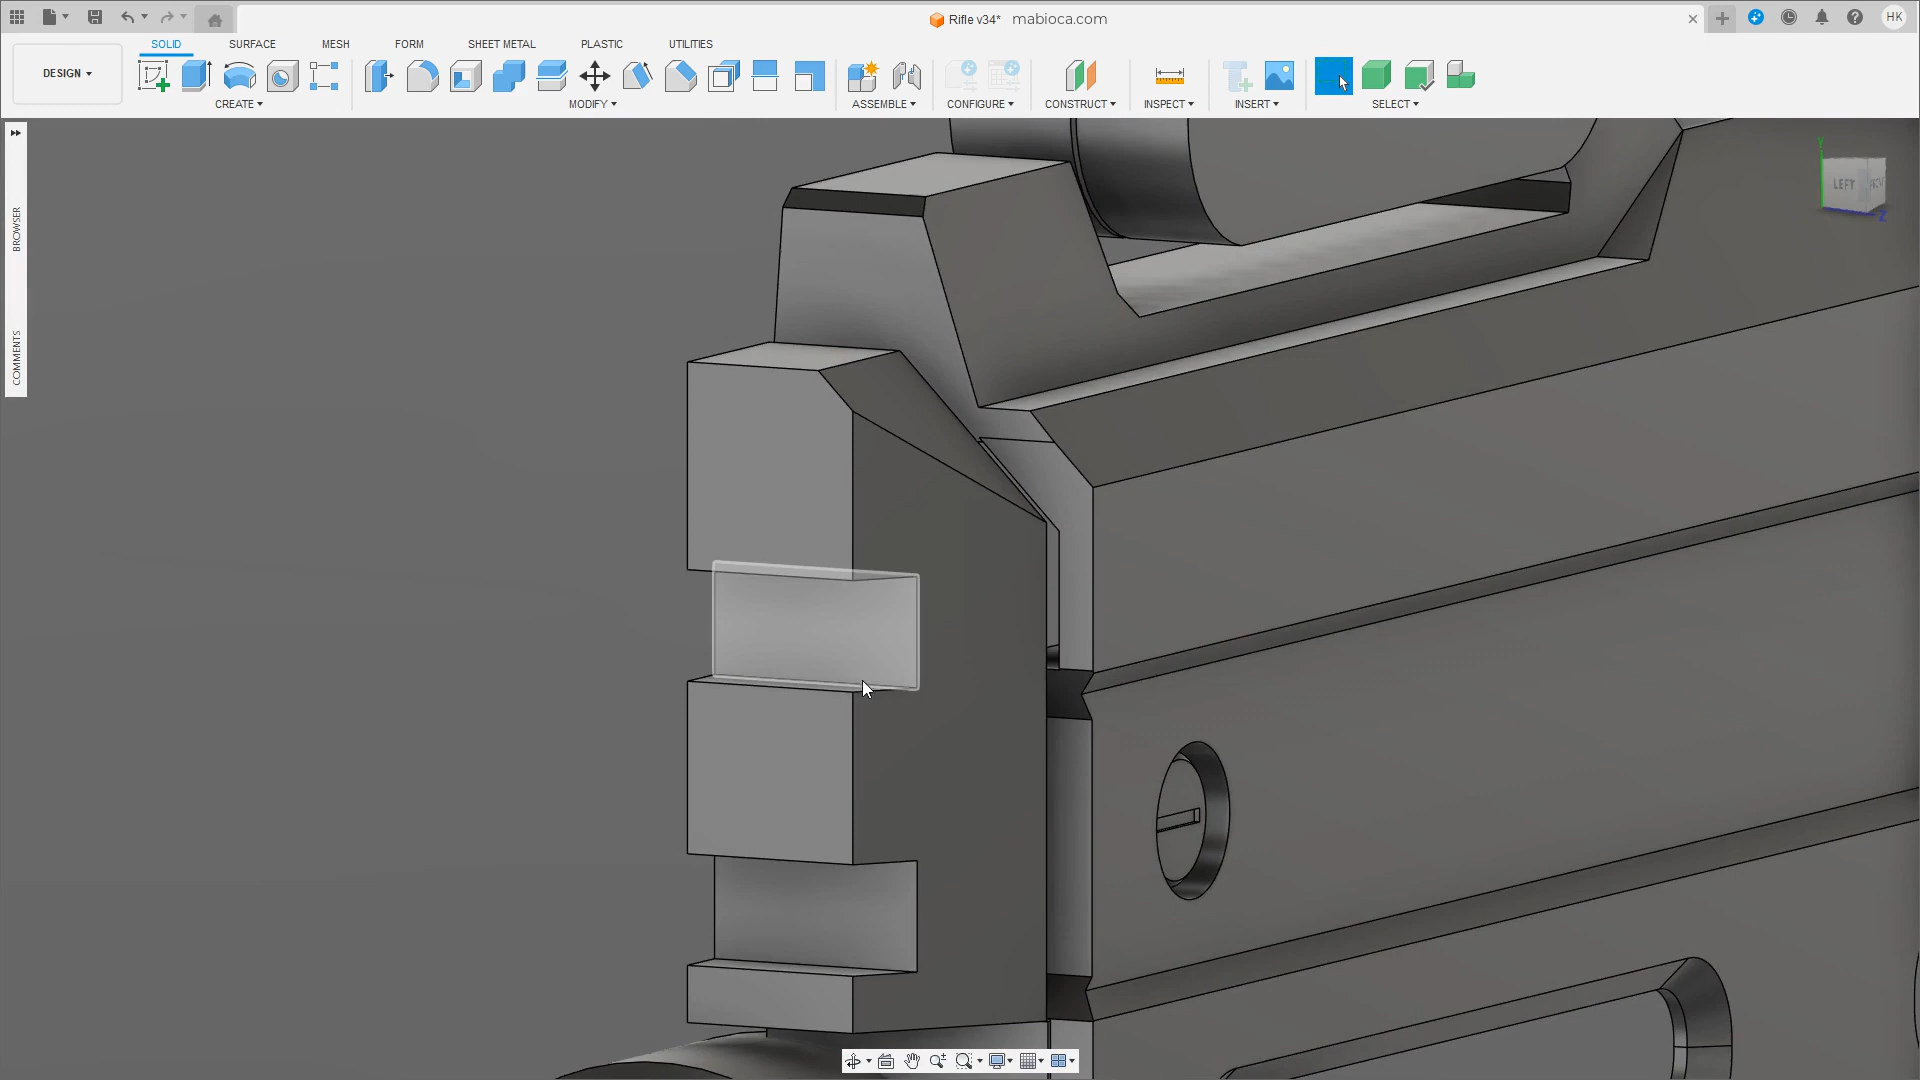 Rifle v34*
mabioca.com
HK
SOLID
SURFACE
MESH
FORM
SHEET METAL
PLASTIC
UTILITIES
DESIGN
CREATE
MODIFY
ASSEMBLE
CONFIGURE
CONSTRUCT
INSPECT
INSERT
SELECT
BROWSER
COMMENTS
Y
LEFT
Z